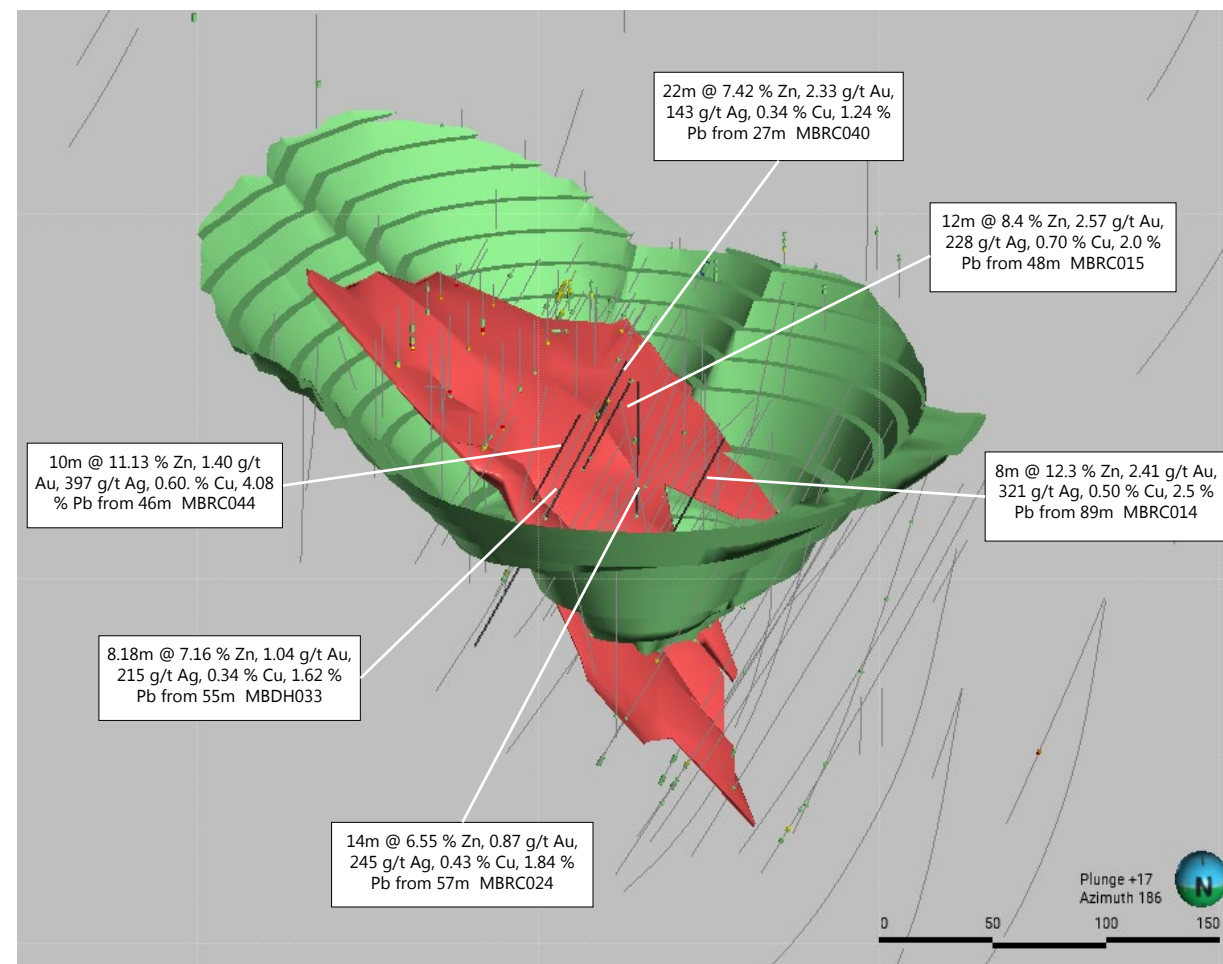 22m @ 7.42 % Zn, 2.33 g/t Au,
143 g/t Ag, 0.34 % Cu, 1.24 %
Pb from 27m MBRC040
12m @ 8.4 % Zn, 2.57 g/t Au,
228 g/t Ag, 0.70 % Cu, 2.0 %
Pb from 48m MBRC015
10m @ 11.13 % Zn, 1.40 g/t
Au, 397 g/t Ag, 0.60. % Cu, 4.08
% Pb from 46m MBRC044
8m @ 12.3 % Zn, 2.41 g/t Au,
321 g/t Ag, 0.50 % Cu, 2.5 %
Pb from 89m MBRC014
8.18m @ 7.16 % Zn, 1.04 g/t Au,
215 g/t Ag, 0.34 % Cu, 1.62 %
Pb from 55m MBDH033
14m @ 6.55 % Zn, 0.87 g/t Au,
245 g/t Ag, 0.43 % Cu, 1.84 %
Pb from 57m MBRC024
Plunge +17
Azimuth 186
N
0 50 100 150